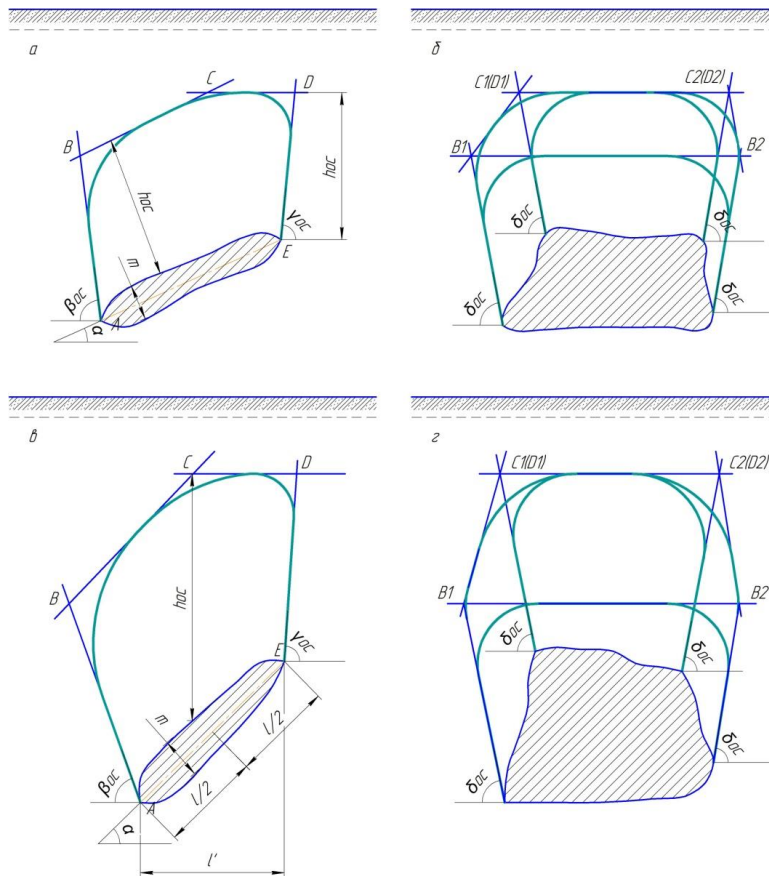 а
C
D
B
hос
hос
m
γос
E
βос
A
α
б
C1(D1)
C2(D2)
B1
B2
δос
δос
δос
δос
в
C
D
B
hос
γос
E
m
l/2
l/2
βос
A
α
l'
г
C1(D1)
C2(D2)
B1
B2
δос
δос
δос
δос